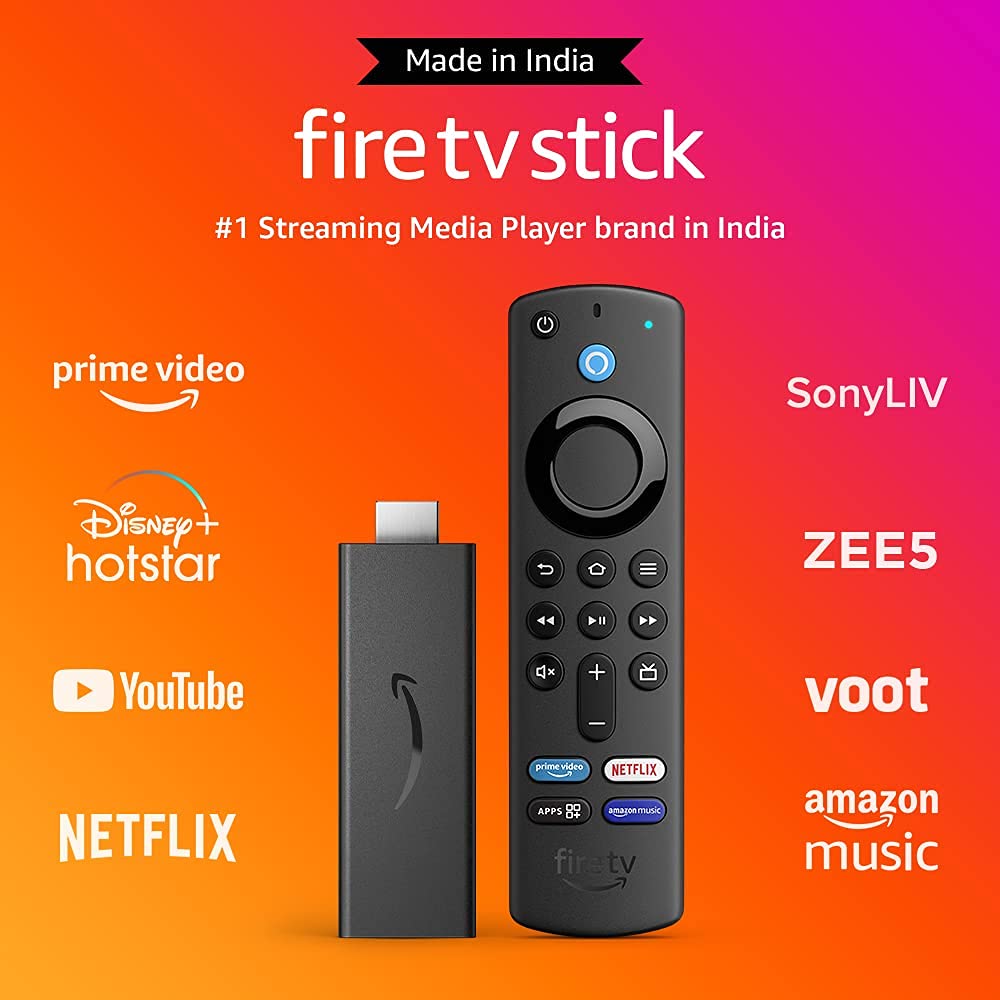 Made in India
fire tv stick
#1 Streaming Media Player brand in India
prime video
Disney+
hotstar
YouTube
NETFLIX
SonyLIV
ZEE5
voot
amazon
music
prime video
NETFLIX
APPS
amazon music
fire tv